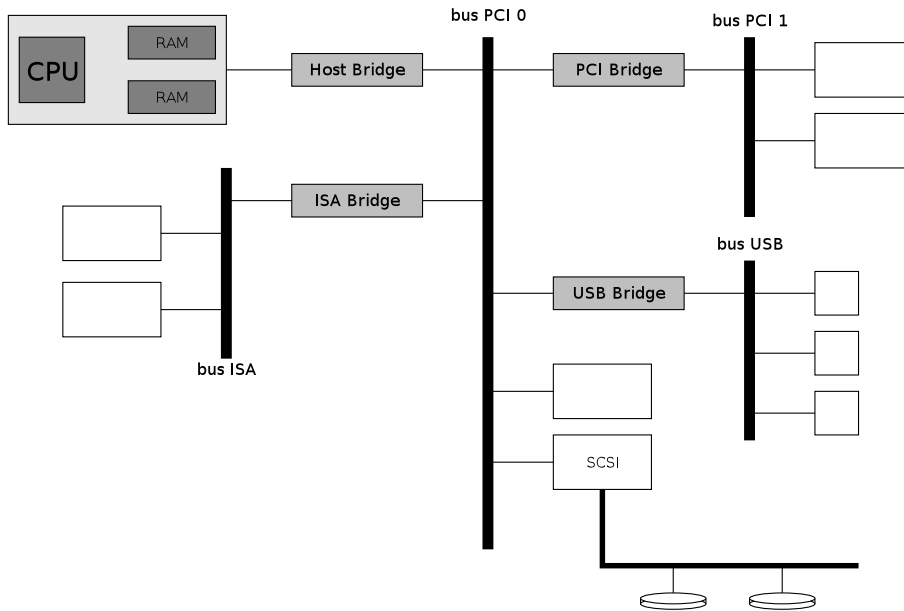 bus PCI 0
bus PCI 1
CPU
RAM
RAM
Host Bridge
PCI Bridge
ISA Bridge
bus USB
USB Bridge
bus ISA
SCSI